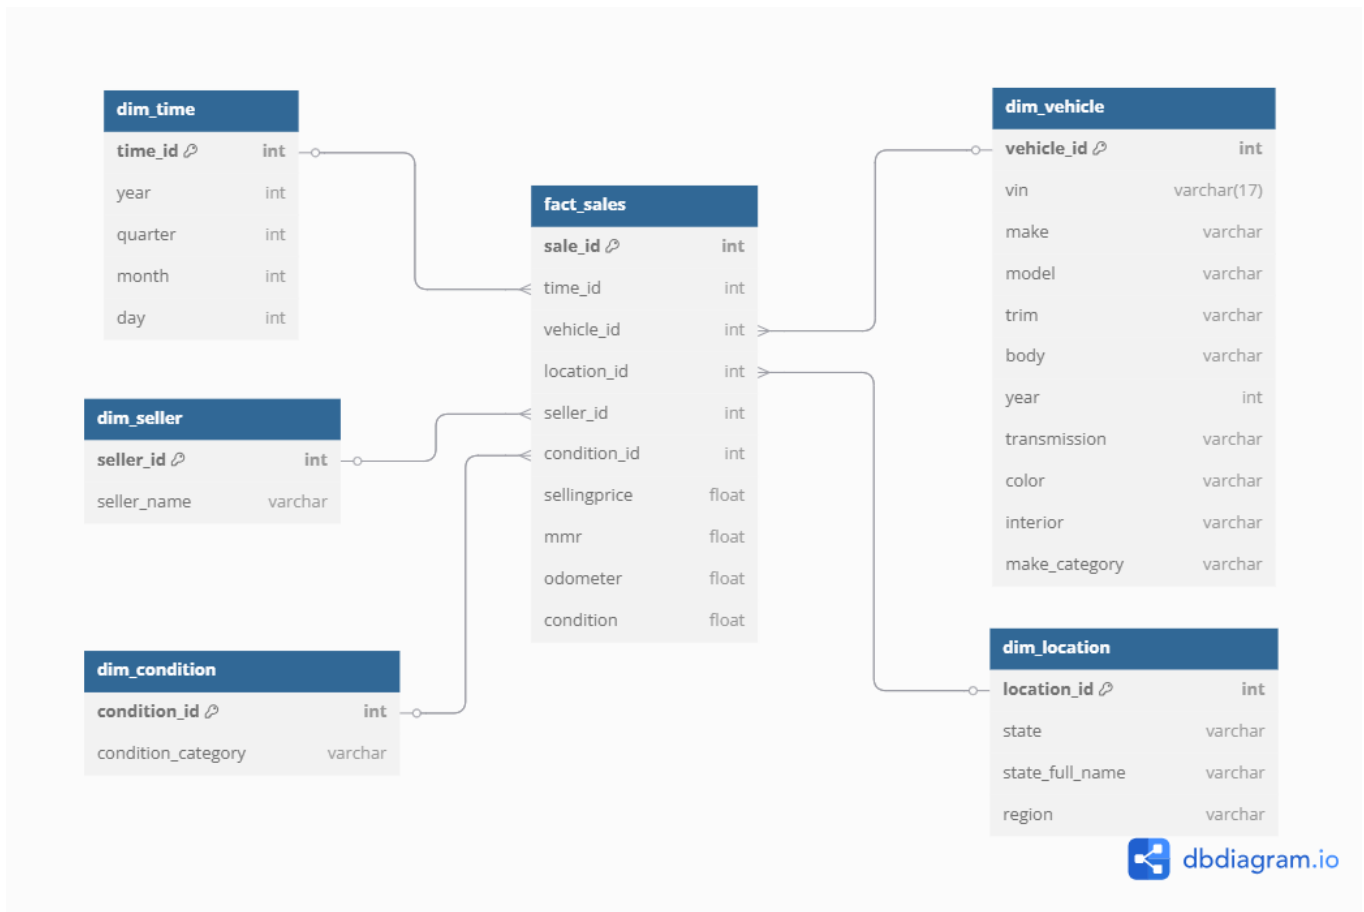 dim_time
time_id int
year int
quarter int
month int
day int
dim_seller
seller_id int
seller_name varchar
dim_condition
condition_id int
condition_category varchar
fact_sales
sale_id int
time_id int
vehicle_id int
location_id int
seller_id int
condition_id int
sellingprice float
mmr float
odometer float
condition float
dim_vehicle
vehicle_id int
vin varchar(17)
make varchar
model varchar
trim varchar
body varchar
year int
transmission varchar
color varchar
interior varchar
make_category varchar
dim_location
location_id int
state varchar
state_full_name varchar
region varchar
dbdiagram.io